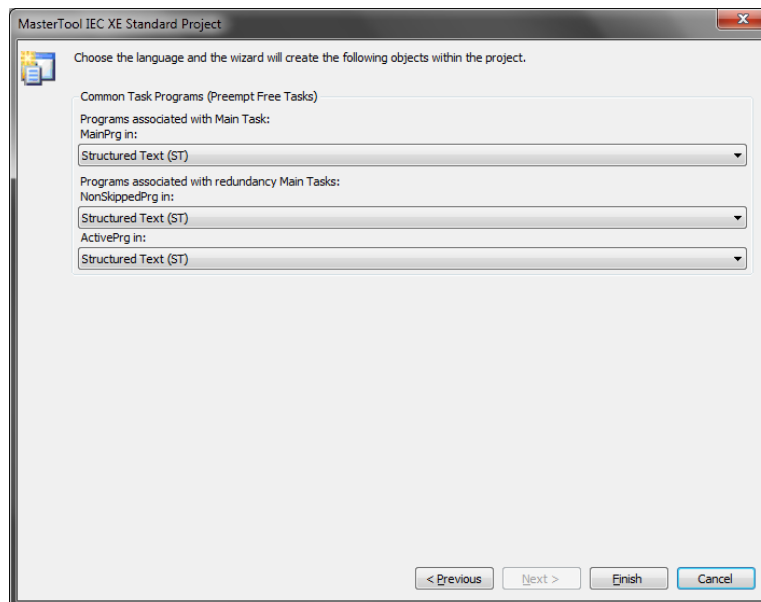 MasterTool IEC XE Standard Project
Choose the language and the wizard will create the following objects within the project.
Common Task Programs (Preempt Free Tasks)
Programs associated with Main Task:
MainPrg in:
Structured Text (ST)
Programs associated with redundancy Main Tasks:
NonSkippedPrg in:
Structured Text (ST)
ActivePrg in:
Structured Text (ST)
< Previous Next > Finish Cancel